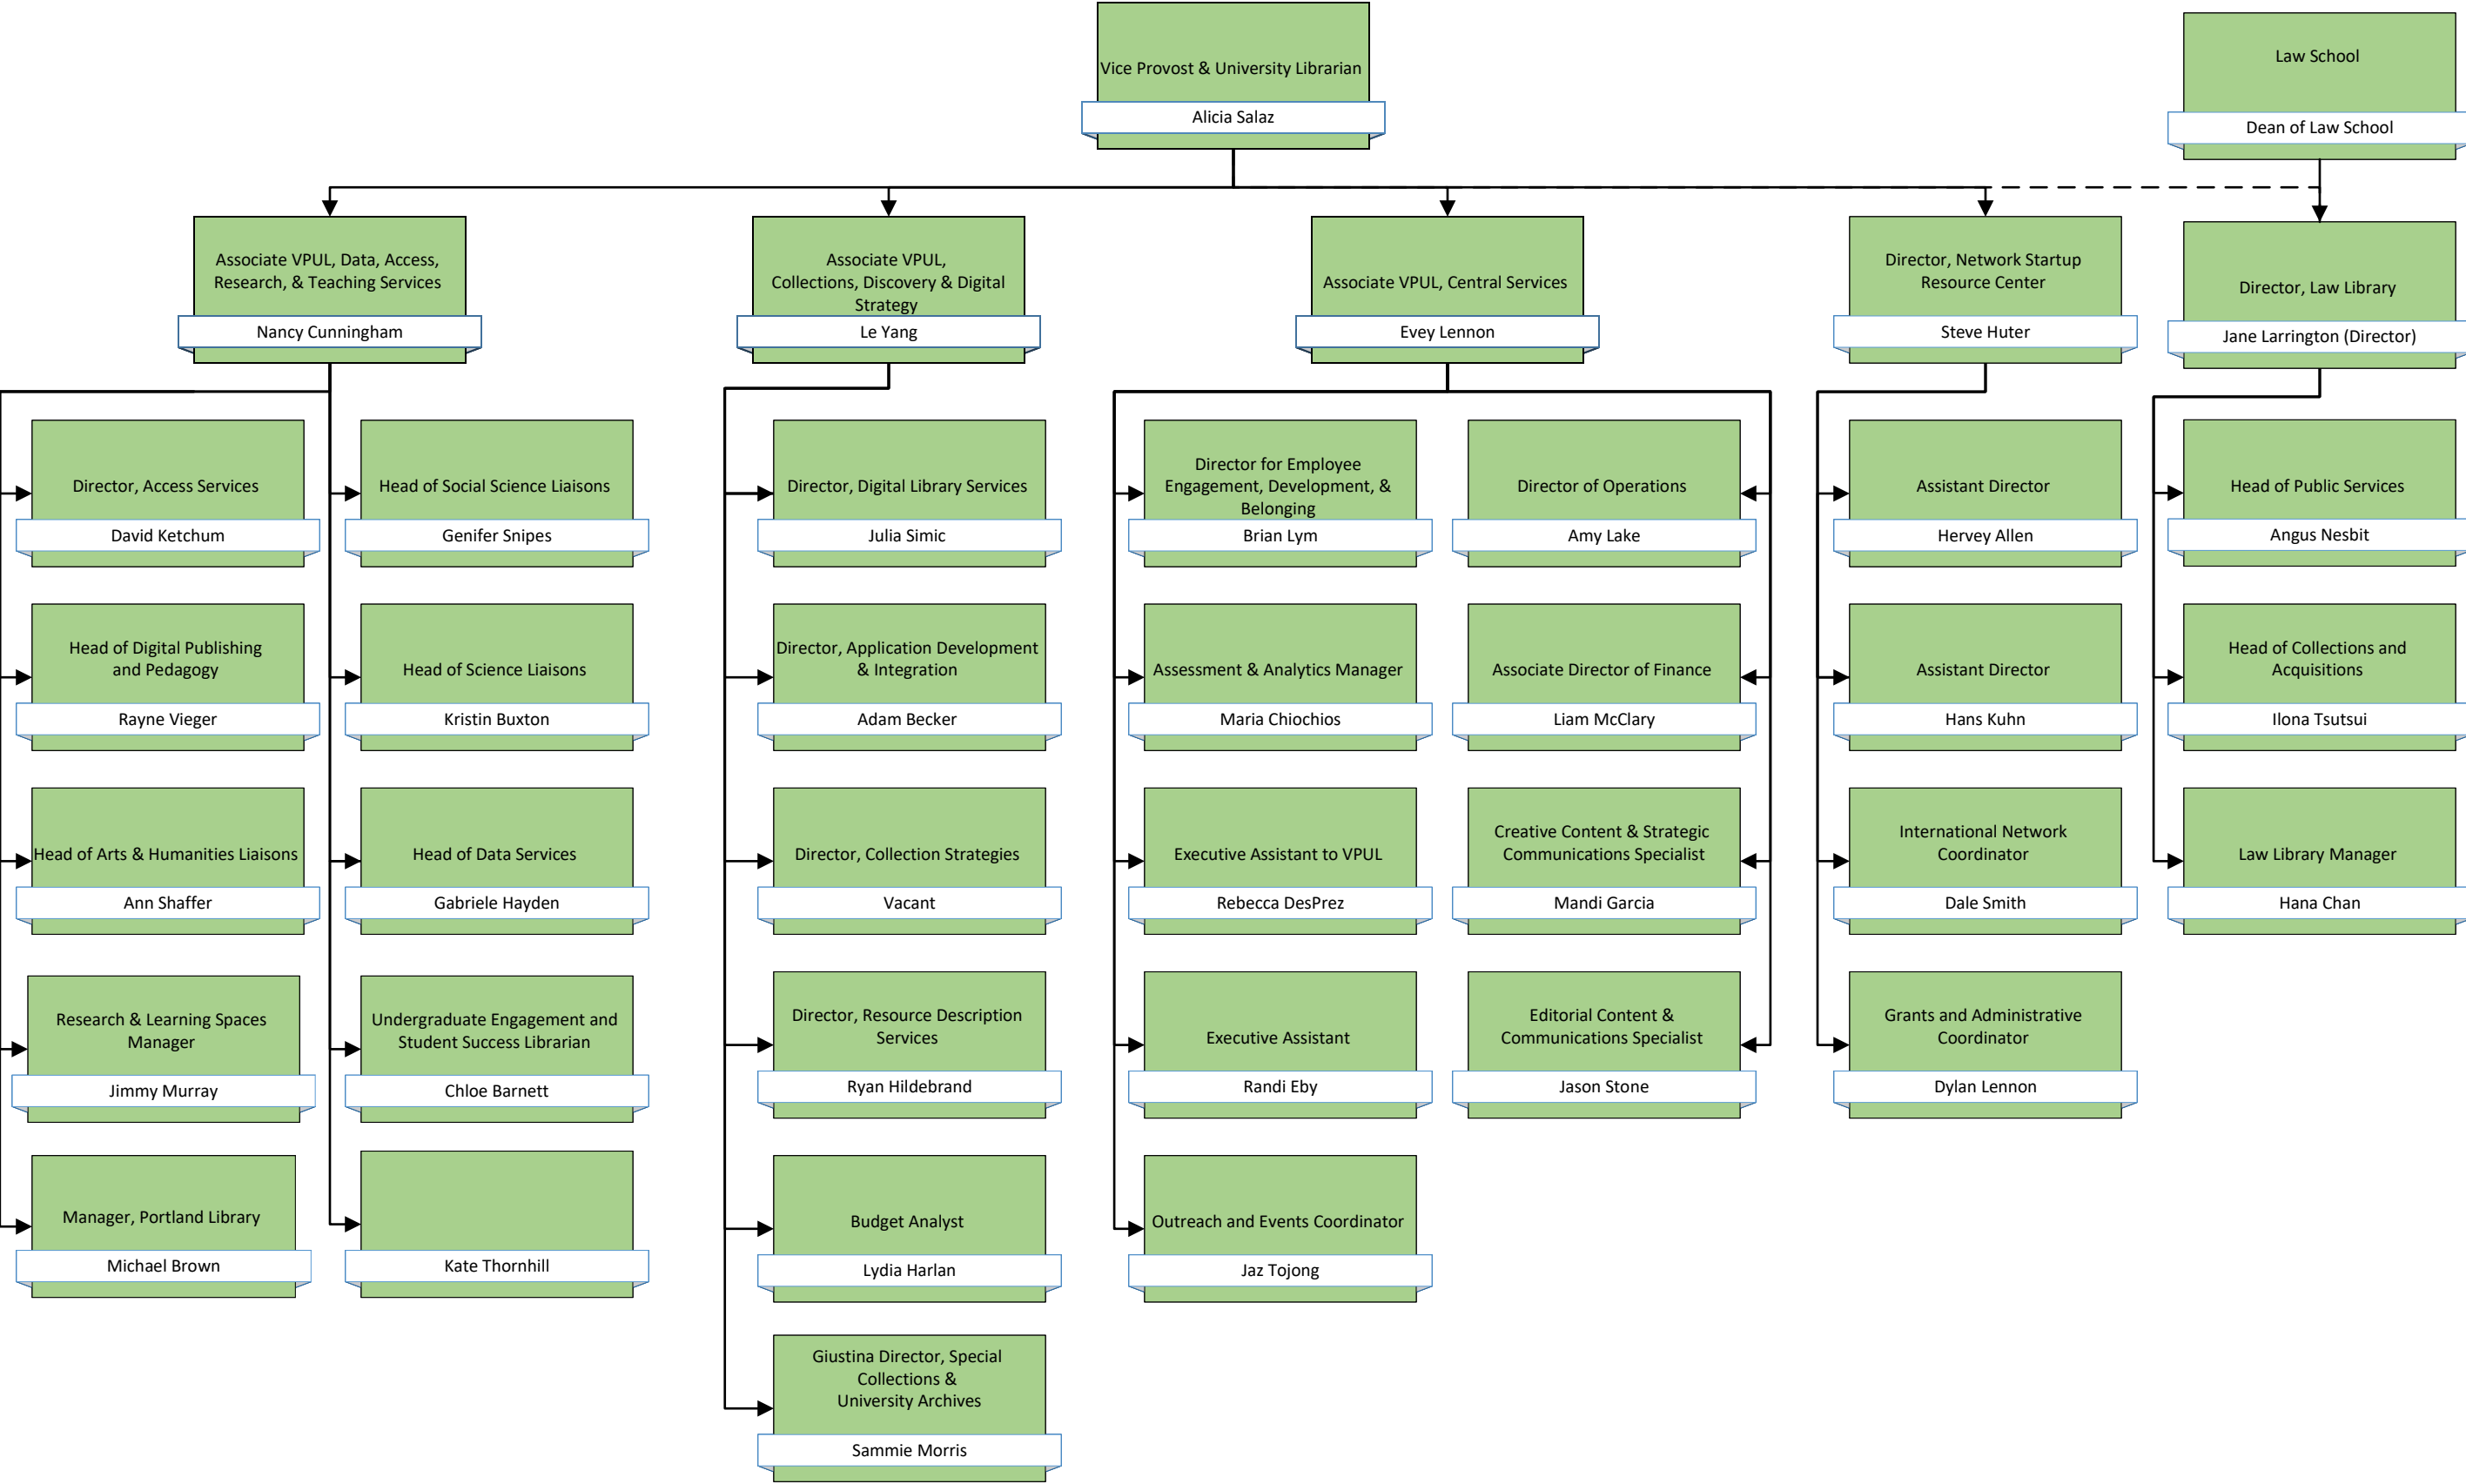 Vice Provost & University Librarian
Alicia Salaz
Law School
Dean of Law School
Associate VPUL, Data, Access,
Research, & Teaching Services
Nancy Cunningham
Associate VPUL,
Collections, Discovery & Digital
Strategy
Le Yang
Associate VPUL, Central Services
Evey Lennon
Director, Network Startup
Resource Center
Steve Huter
Director, Law Library
Jane Larrington (Director)
Director, Access Services
David Ketchum
Head of Social Science Liaisons
Genifer Snipes
Director, Digital Library Services
Julia Simic
Director for Employee
Engagement, Development, &
Belonging
Brian Lym
Director of Operations
Amy Lake
Assistant Director
Hervey Allen
Head of Public Services
Angus Nesbit
Head of Digital Publishing
and Pedagogy
Rayne Vieger
Head of Science Liaisons
Kristin Buxton
Director, Application Development
& Integration
Adam Becker
Assessment & Analytics Manager
Maria Chiochios
Associate Director of Finance
Liam McClary
Assistant Director
Hans Kuhn
Head of Collections and
Acquisitions
Ilona Tsutsui
Head of Arts & Humanities Liaisons
Ann Shaffer
Head of Data Services
Gabriele Hayden
Director, Collection Strategies
Vacant
Executive Assistant to VPUL
Rebecca DesPrez
Creative Content & Strategic
Communications Specialist
Mandi Garcia
International Network
Coordinator
Dale Smith
Law Library Manager
Hana Chan
Research & Learning Spaces
Manager
Jimmy Murray
Undergraduate Engagement and
Student Success Librarian
Chloe Barnett
Director, Resource Description
Services
Ryan Hildebrand
Executive Assistant
Randi Eby
Editorial Content &
Communications Specialist
Jason Stone
Grants and Administrative
Coordinator
Dylan Lennon
Manager, Portland Library
Michael Brown
Kate Thornhill
Budget Analyst
Lydia Harlan
Outreach and Events Coordinator
Jaz Tojong
Giustina Director, Special
Collections &
University Archives
Sammie Morris